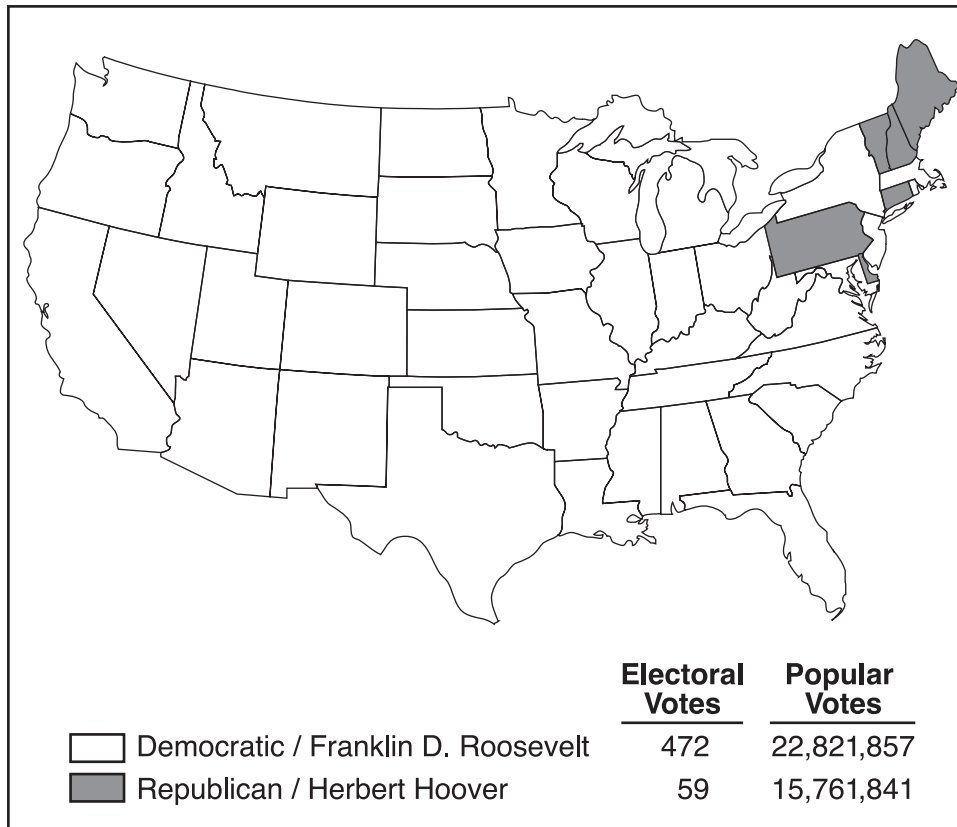 Electoral Votes Popular Votes
Democratic / Franklin D. Roosevelt 472 22,821,857
Republican / Herbert Hoover 59 15,761,841